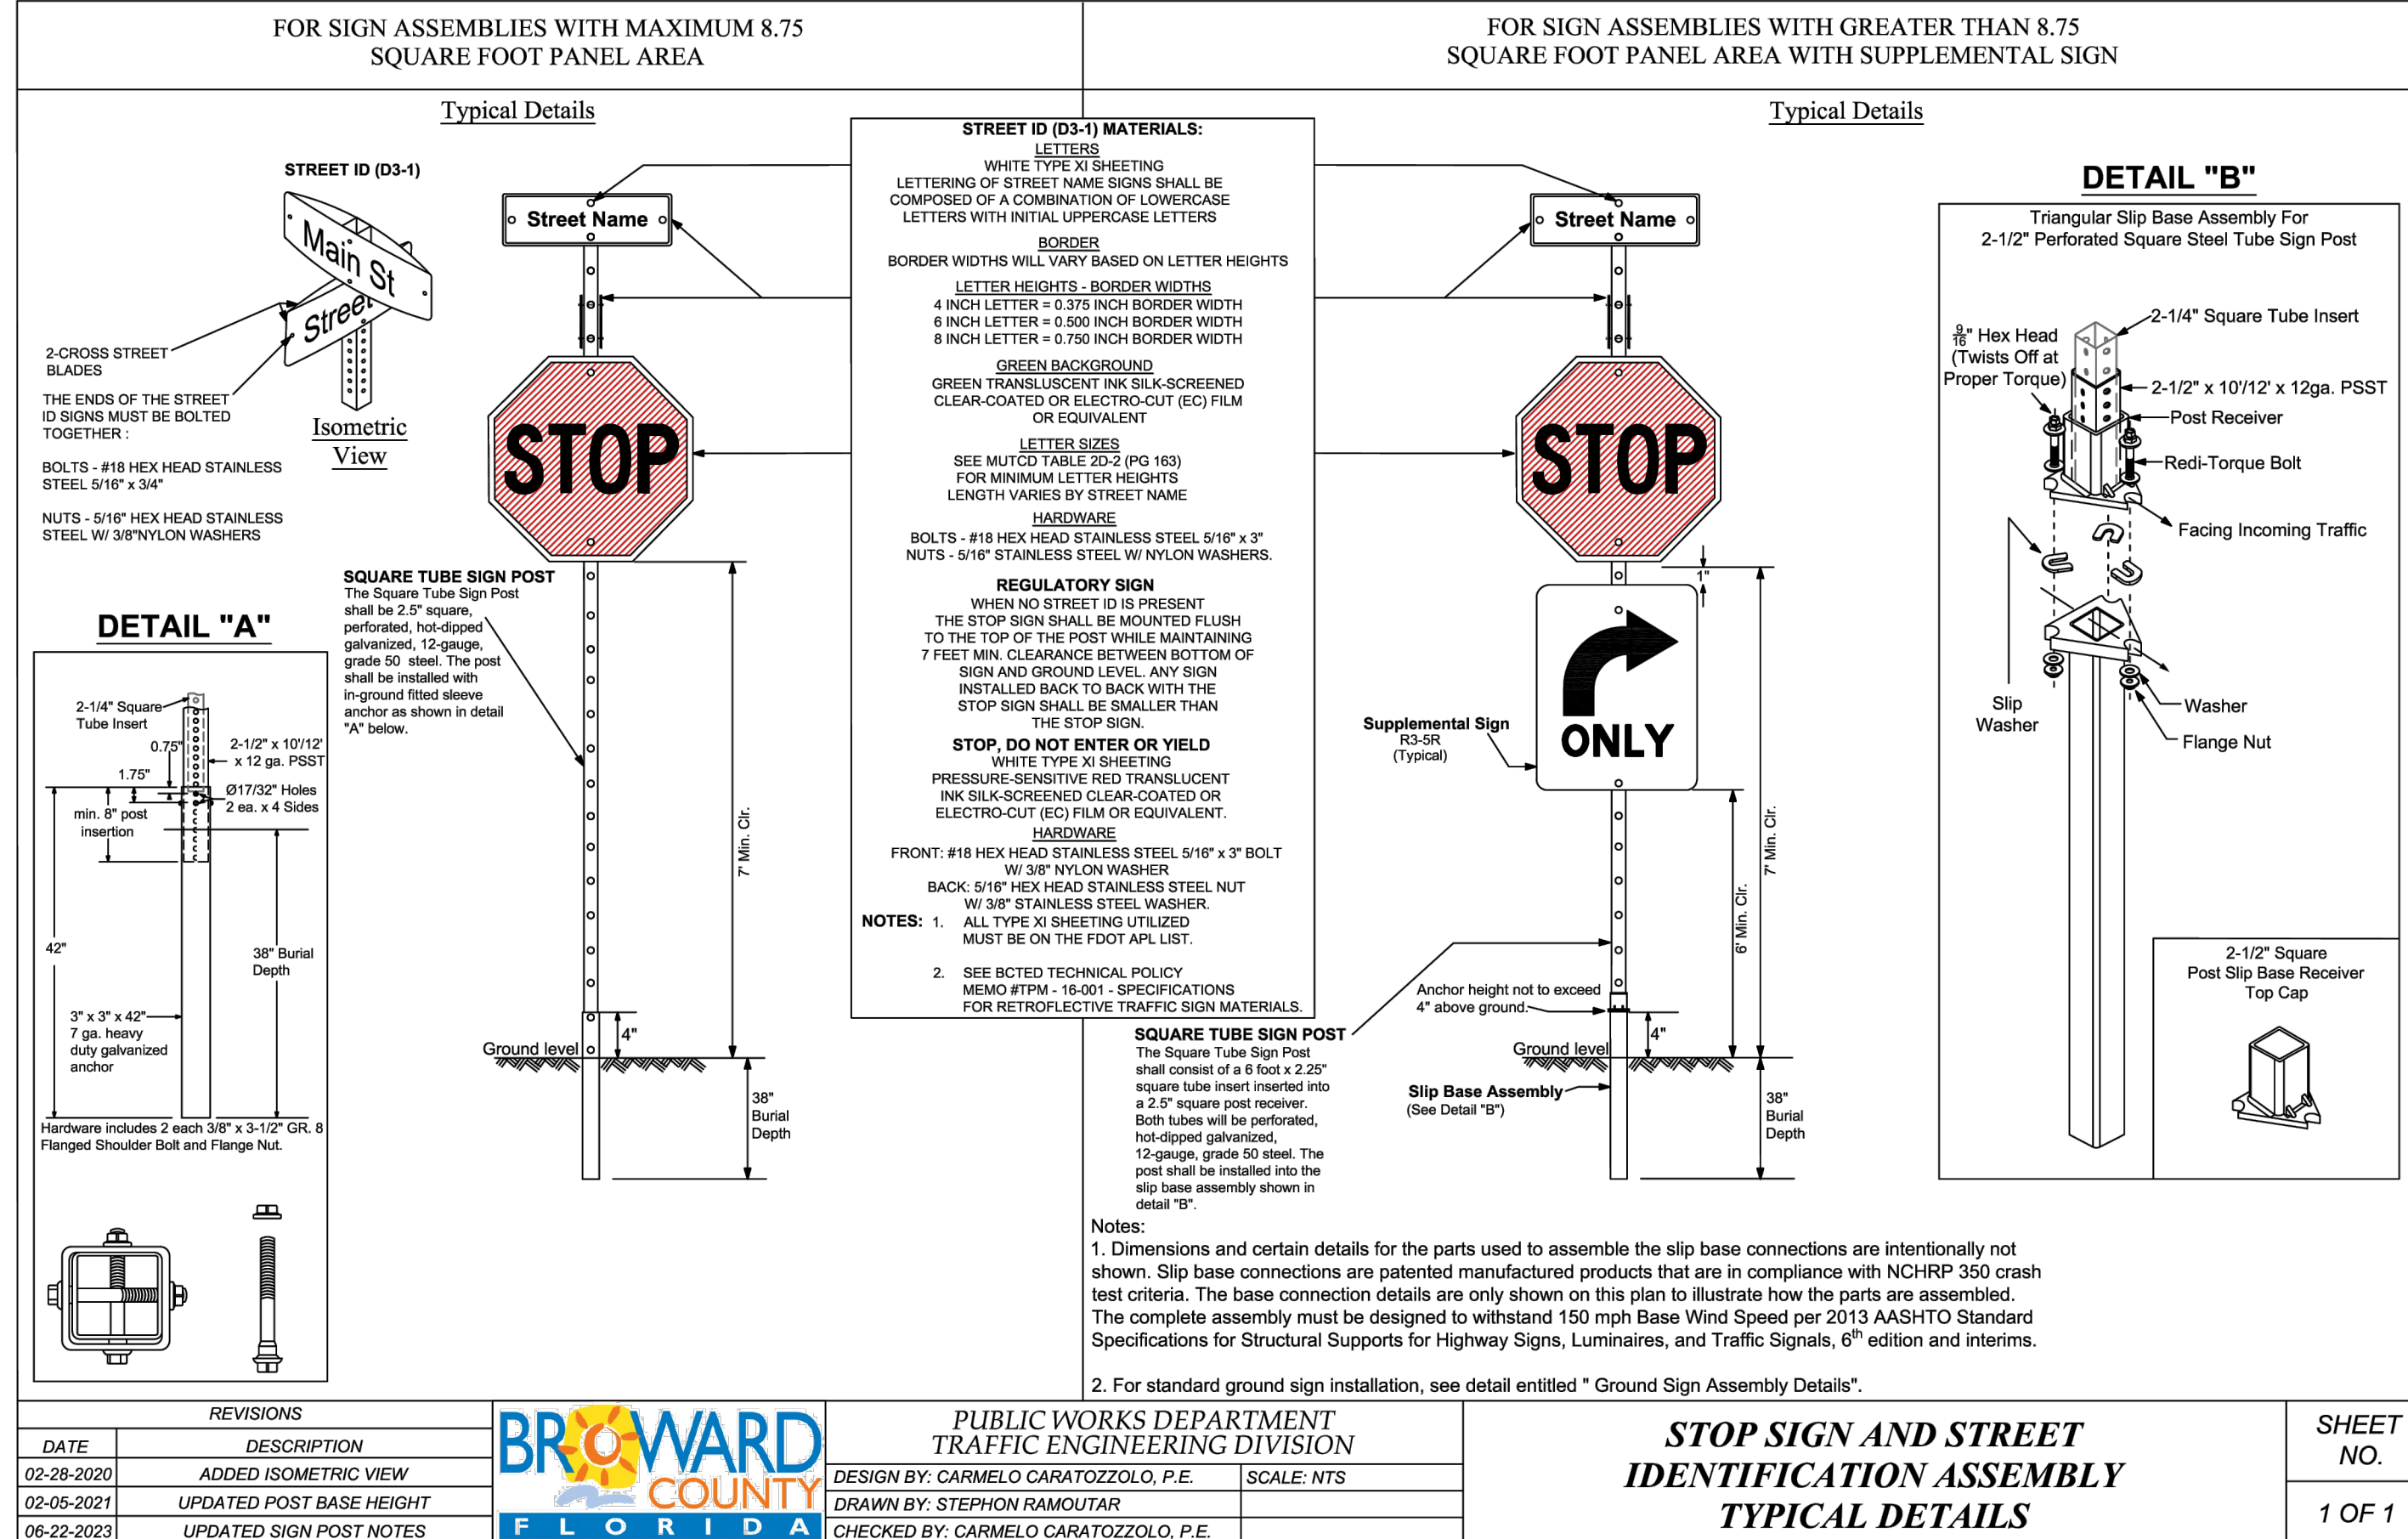 FOR SIGN ASSEMBLIES WITH MAXIMUM 8.75
SQUARE FOOT PANEL AREA
FOR SIGN ASSEMBLIES WITH GREATER THAN 8.75
SQUARE FOOT PANEL AREA WITH SUPPLEMENTAL SIGN
Typical Details
STREET ID (D3-1)
Main St
Street
2-CROSS STREET
BLADES
THE ENDS OF THE STREET
ID SIGNS MUST BE BOLTED
TOGETHER :
BOLTS - #18 HEX HEAD STAINLESS
STEEL 5/16" x 3/4"
NUTS - 5/16" HEX HEAD STAINLESS
STEEL W/ 3/8"NYLON WASHERS
Isometric
View
Street Name
STOP
SQUARE TUBE SIGN POST
The Square Tube Sign Post
shall be 2.5" square,
perforated, hot-dipped
galvanized, 12-gauge,
grade 50 steel. The post
shall be installed with
in-ground fitted sleeve
anchor as shown in detail
"A" below.
7' Min. Clr.
4"
Ground level
38"
Burial
Depth
DETAIL "A"
2-1/4" Square
Tube Insert
0.75"
2-1/2" x 10'/12'
x 12 ga. PSST
1.75"
Ø17/32" Holes
2 ea. x 4 Sides
min. 8" post
insertion
42"
38" Burial
Depth
3" x 3" x 42"
7 ga. heavy
duty galvanized
anchor
Hardware includes 2 each 3/8" x 3-1/2" GR. 8
Flanged Shoulder Bolt and Flange Nut.
STREET ID (D3-1) MATERIALS:
LETTERS
WHITE TYPE XI SHEETING
LETTERING OF STREET NAME SIGNS SHALL BE
COMPOSED OF A COMBINATION OF LOWERCASE
LETTERS WITH INITIAL UPPERCASE LETTERS
BORDER
BORDER WIDTHS WILL VARY BASED ON LETTER HEIGHTS
LETTER HEIGHTS - BORDER WIDTHS
4 INCH LETTER = 0.375 INCH BORDER WIDTH
6 INCH LETTER = 0.500 INCH BORDER WIDTH
8 INCH LETTER = 0.750 INCH BORDER WIDTH
GREEN BACKGROUND
GREEN TRANSLUSCENT INK SILK-SCREENED
CLEAR-COATED OR ELECTRO-CUT (EC) FILM
OR EQUIVALENT
LETTER SIZES
SEE MUTCD TABLE 2D-2 (PG 163)
FOR MINIMUM LETTER HEIGHTS
LENGTH VARIES BY STREET NAME
HARDWARE
BOLTS - #18 HEX HEAD STAINLESS STEEL 5/16" x 3"
NUTS - 5/16" STAINLESS STEEL W/ NYLON WASHERS.
REGULATORY SIGN
WHEN NO STREET ID IS PRESENT
THE STOP SIGN SHALL BE MOUNTED FLUSH
TO THE TOP OF THE POST WHILE MAINTAINING
7 FEET MIN. CLEARANCE BETWEEN BOTTOM OF
SIGN AND GROUND LEVEL. ANY SIGN
INSTALLED BACK TO BACK WITH THE
STOP SIGN SHALL BE SMALLER THAN
THE STOP SIGN.
STOP, DO NOT ENTER OR YIELD
WHITE TYPE XI SHEETING
PRESSURE-SENSITIVE RED TRANSLUCENT
INK SILK-SCREENED CLEAR-COATED OR
ELECTRO-CUT (EC) FILM OR EQUIVALENT.
HARDWARE
FRONT: #18 HEX HEAD STAINLESS STEEL 5/16" x 3" BOLT
W/ 3/8" NYLON WASHER
BACK: 5/16" HEX HEAD STAINLESS STEEL NUT
W/ 3/8" STAINLESS STEEL WASHER.
NOTES: 1. ALL TYPE XI SHEETING UTILIZED
MUST BE ON THE FDOT APL LIST.
2. SEE BCTED TECHNICAL POLICY
MEMO #TPM - 16-001 - SPECIFICATIONS
FOR RETROFLECTIVE TRAFFIC SIGN MATERIALS.
Typical Details
Street Name
STOP
1"
ONLY
Supplemental Sign
R3-5R
(Typical)
6' Min. Clr.
7' Min. Clr.
Anchor height not to exceed
4" above ground.
4"
Ground level
Slip Base Assembly
(See Detail "B")
38"
Burial
Depth
SQUARE TUBE SIGN POST
The Square Tube Sign Post
shall consist of a 6 foot x 2.25"
square tube insert inserted into
a 2.5" square post receiver.
Both tubes will be perforated,
hot-dipped galvanized,
12-gauge, grade 50 steel. The
post shall be installed into the
slip base assembly shown in
detail "B".
DETAIL "B"
Triangular Slip Base Assembly For
2-1/2" Perforated Square Steel Tube Sign Post
2-1/4" Square Tube Insert
9/16" Hex Head
(Twists Off at
Proper Torque)
2-1/2" x 10'/12' x 12ga. PSST
Post Receiver
Redi-Torque Bolt
Facing Incoming Traffic
Slip
Washer
Washer
Flange Nut
2-1/2" Square
Post Slip Base Receiver
Top Cap
Notes:
1. Dimensions and certain details for the parts used to assemble the slip base connections are intentionally not
shown. Slip base connections are patented manufactured products that are in compliance with NCHRP 350 crash
test criteria. The base connection details are only shown on this plan to illustrate how the parts are assembled.
The complete assembly must be designed to withstand 150 mph Base Wind Speed per 2013 AASHTO Standard
Specifications for Structural Supports for Highway Signs, Luminaires, and Traffic Signals, 6th edition and interims.
2. For standard ground sign installation, see detail entitled " Ground Sign Assembly Details".
REVISIONS
DATE DESCRIPTION
02-28-2020 ADDED ISOMETRIC VIEW
02-05-2021 UPDATED POST BASE HEIGHT
06-22-2023 UPDATED SIGN POST NOTES
BROWARD
COUNTY
FLORIDA
PUBLIC WORKS DEPARTMENT
TRAFFIC ENGINEERING DIVISION
DESIGN BY: CARMELO CARATOZZOLO, P.E. SCALE: NTS
DRAWN BY: STEPHON RAMOUTAR
CHECKED BY: CARMELO CARATOZZOLO, P.E.
STOP SIGN AND STREET
IDENTIFICATION ASSEMBLY
TYPICAL DETAILS
SHEET
NO.
1 OF 1